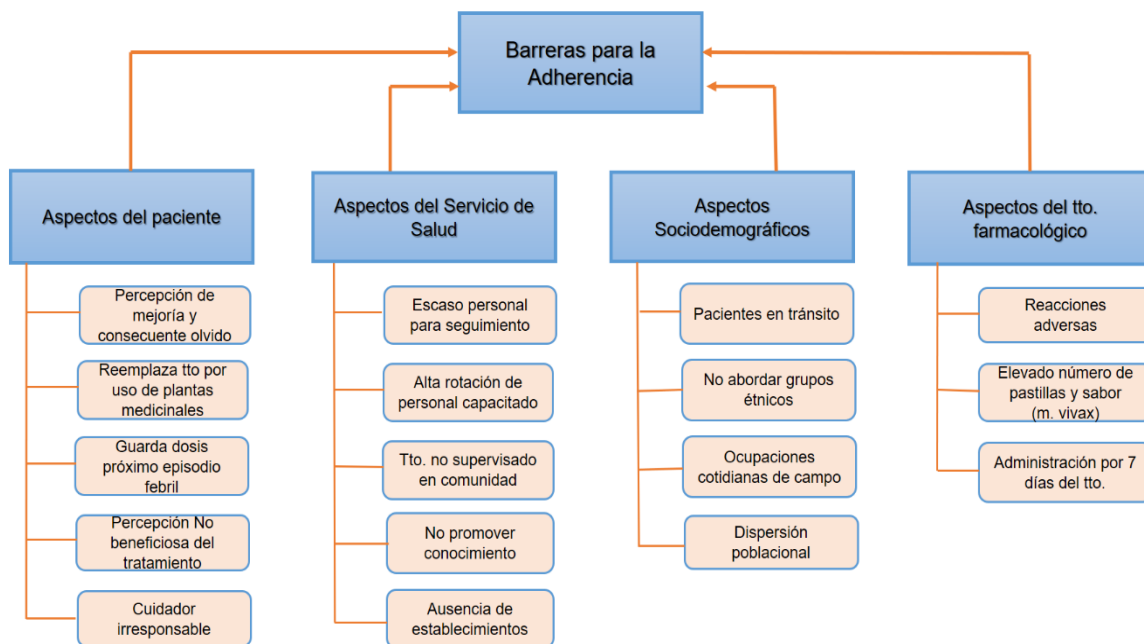 Barreras para la
Adherencia
Aspectos del paciente
Percepción de
mejoría y
consecuente olvido
Reemplaza tto por
uso de plantas
medicinales
Guarda dosis
próximo episodio
febril
Percepción No
beneficiosa del
tratamiento
Cuidador
irresponsable
Aspectos del Servicio de
Salud
Escaso personal
para seguimiento
Alta rotación de
personal capacitado
Tto. no supervisado
en comunidad
No promover
conocimiento
Ausencia de
establecimientos
Aspectos
Sociodemográficos
Pacientes en tránsito
No abordar grupos
étnicos
Ocupaciones
cotidianas de campo
Dispersión
poblacional
Aspectos del tto.
farmacológico
Reacciones
adversas
Elevado número de
pastillas y sabor
(m. vivax)
Administración por 7
días del tto.